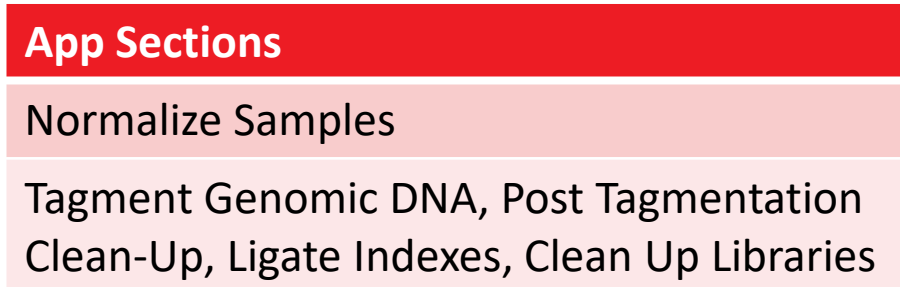 App Sections
Normalize Samples
Tagment Genomic DNA, Post Tagmentation
Clean-Up, Ligate Indexes, Clean Up Libraries